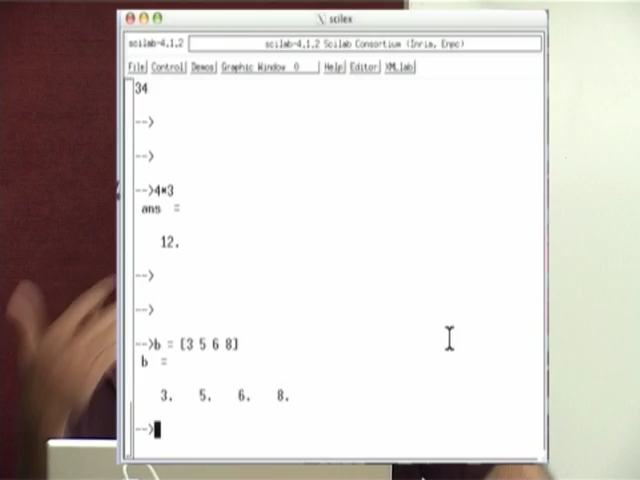 scilex
scilab-4.1.2
scilab-4.1.2 Scilab Consortium (Inria, Enpc)
File Control Demos Graphic Window 0 Help Editor XMLlab
34
-->
-->
-->4*3
ans =
12.
-->
-->
-->b = [3 5 6 8]
b =
3. 5. 6. 8.
-->